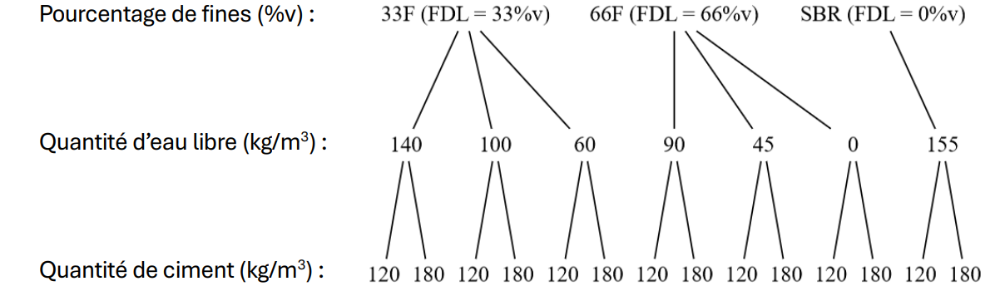 Pourcentage de fines (%v) : 33F (FDL = 33%v) 66F (FDL = 66%v) SBR (FDL = 0%v)
Quantité d’eau libre (kg/m³) : 140 100 60 90 45 0 155
Quantité de ciment (kg/m³) : 120 180 120 180 120 180 120 180 120 180 120 180 120 180